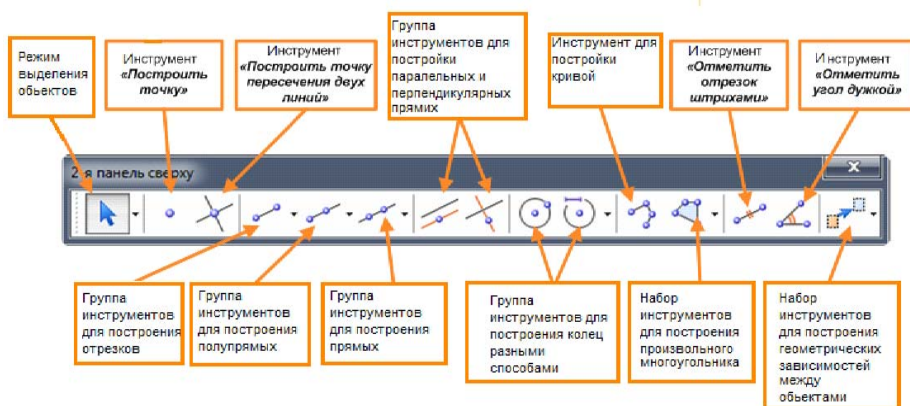 Режим
выделения
обьектов
Инструмент
«Построить
точку»
Инструмент
«Построить точку
пересечения двух
линий»
Группа
инструментов для
постройки
паралельных и
перпендикулярных
прямих
Инструмент для
постройки
кривой
Инструмент
«Отметить
отрезок
штрихами»
Инструмент
«Отметить
угол дужкой»
2-я панель сверху
Группа
инструментов
для построения
отрезков
Группа
инструментов
для построения
полупрямых
Группа
инструментов
для построения
прямых
Группа
инструментов для
построения колец
разными
способами
Набор
инструментов
для построения
произвольного
многоугольника
Набор
инструментов
для построения
геометрических
зависимостей
между
обьектами